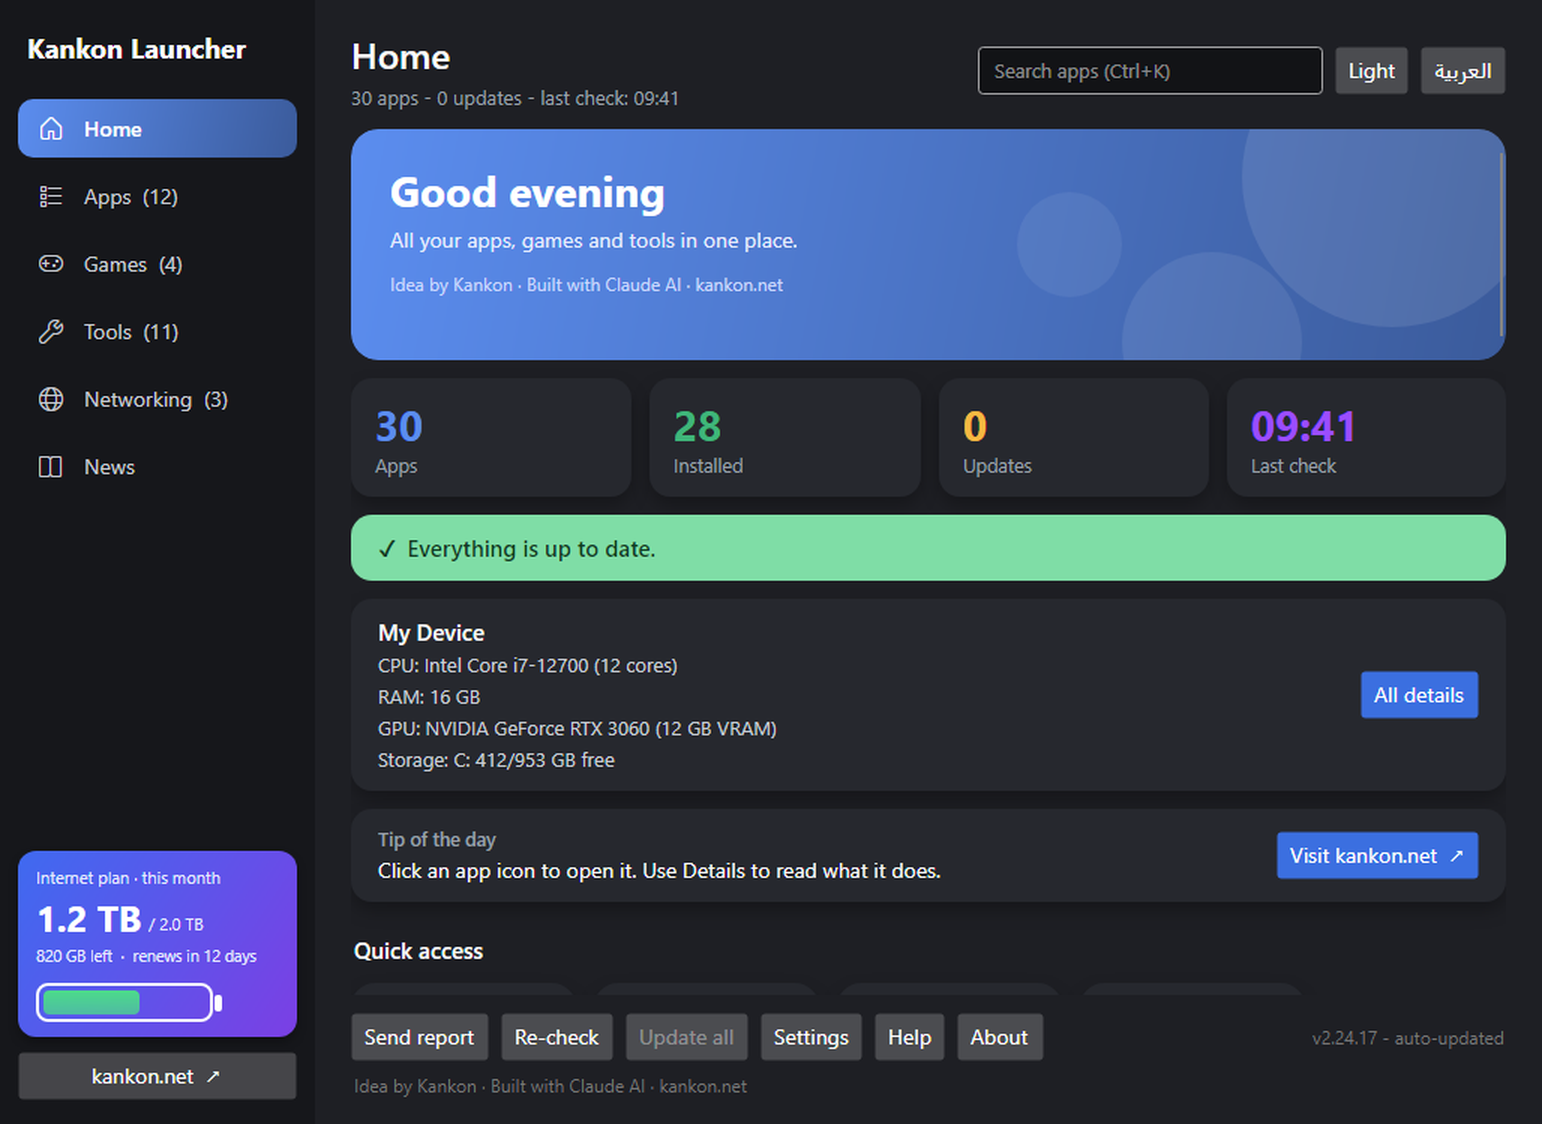 Kankon Launcher
Home
Apps (12)
Games (4)
Tools (11)
Networking (3)
News
Internet plan · this month
1.2 TB / 2.0 TB
820 GB left · renews in 12 days
kankon.net ↗
Home
30 apps - 0 updates - last check: 09:41
Search apps (Ctrl+K)
Light
العربية
Good evening
All your apps, games and tools in one place.
Idea by Kankon · Built with Claude AI · kankon.net
30
Apps
28
Installed
0
Updates
09:41
Last check
✓ Everything is up to date.
My Device
CPU: Intel Core i7-12700 (12 cores)
RAM: 16 GB
GPU: NVIDIA GeForce RTX 3060 (12 GB VRAM)
Storage: C: 412/953 GB free
All details
Tip of the day
Click an app icon to open it. Use Details to read what it does.
Visit kankon.net ↗
Quick access
Send report
Re-check
Update all
Settings
Help
About
v2.24.17 - auto-updated
Idea by Kankon · Built with Claude AI · kankon.net